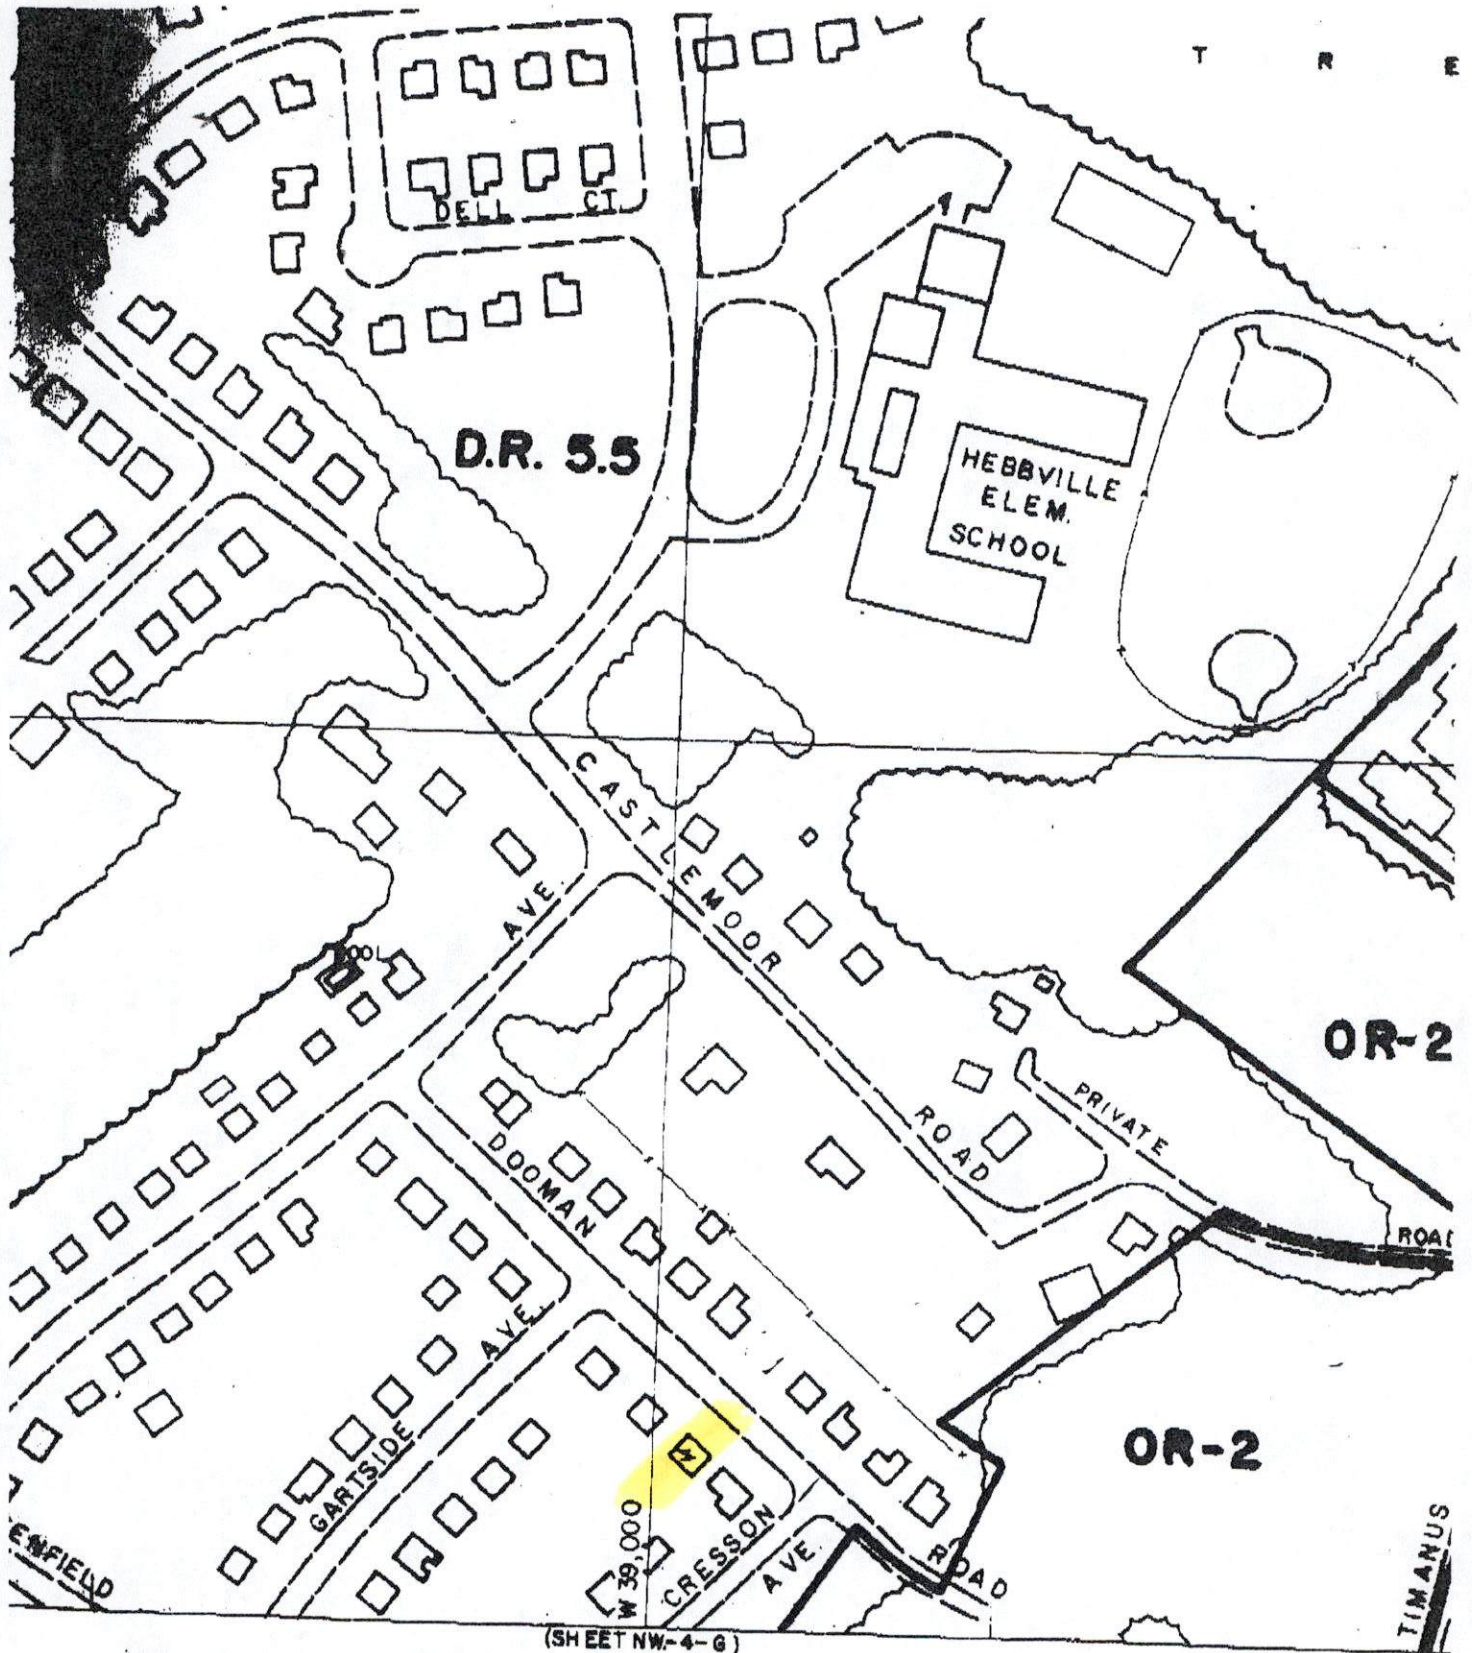 T R E
DELL CT.
D.R. 5.5
HEBBVILLE
ELEM.
SCHOOL
CASTLEMOOR ROAD
AVE.
POOL
OR-2
PRIVATE ROAD
DOOMAN ROAD
GARTSIDE AVE.
OR-2
W 39,000
CRESSON AVE.
ENFIELD
TIMANUS
(SHEET NW.-4-G)